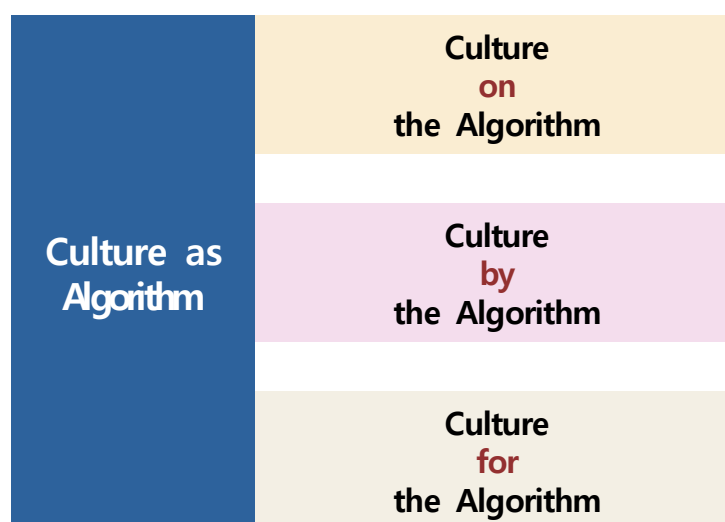 Culture as
Algorithm
Culture
on
the Algorithm
Culture
by
the Algorithm
Culture
for
the Algorithm